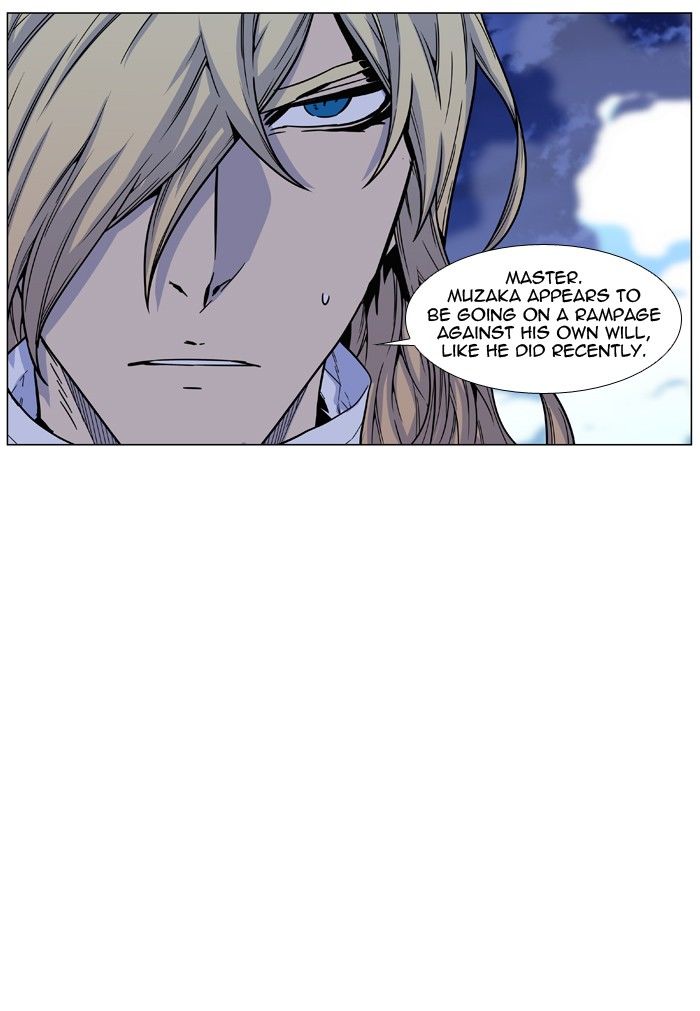 MASTER.
MUZAKA APPEARS TO
BE GOING ON A RAMPAGE
AGAINST HIS OWN WILL,
LIKE HE DID RECENTLY.